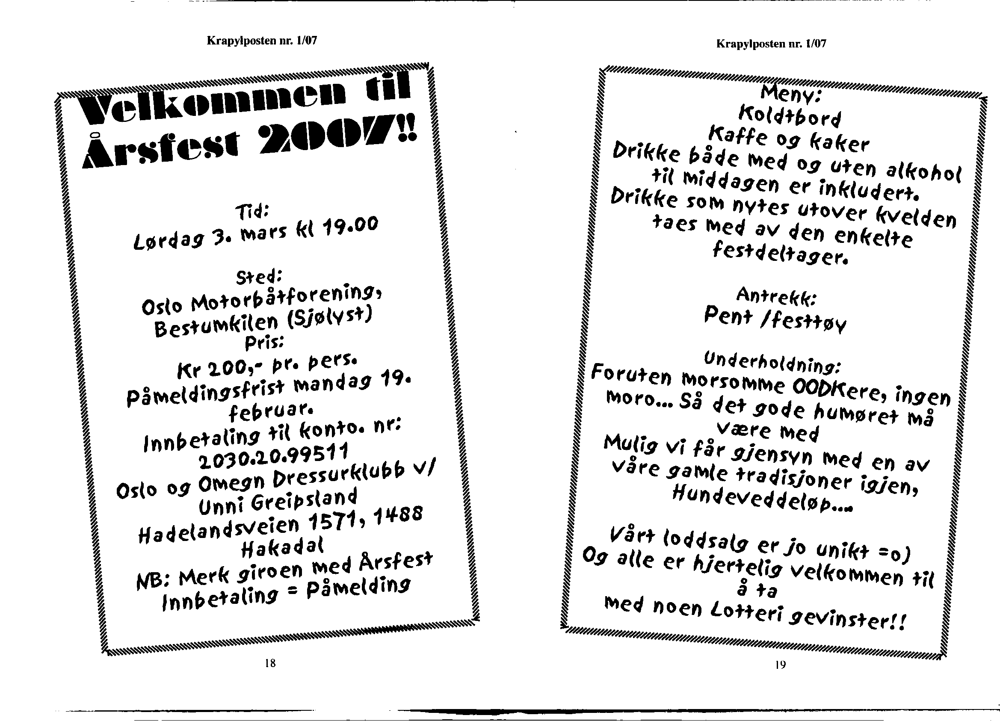 Krapylposten nr. 1/07
Velkommen til
Årsfest 2007!!
Tid:
Lørdag 3. mars kl 19.00
Sted:
Oslo Motorbåtforening,
Bestumkilen (Sjølyst)
Pris:
Kr 200,- pr. pers.
Påmeldingsfrist mandag 19.
februar.
Innbetaling til konto. nr:
2030.20.99511
Oslo og Omegn Dressurklubb v/
Unni Greipsland
Hadelandsveien 1571, 1488
Hakadal
NB: Merk giroen med Årsfest
Innbetaling = Påmelding
18
Krapylposten nr. 1/07
Meny:
Koldtbord
Kaffe og kaker
Drikke både med og uten alkohol
til middagen er inkludert.
Drikke som nytes utover kvelden
taes med av den enkelte
festdeltager.
Antrekk:
Pent /festtøy
Underholdning:
Foruten morsomme OODKere, ingen
moro... Så det gode humøret må
være med
Mulig vi får gjensyn med en av
våre gamle tradisjoner igjen,
Hundeveddeløp....
Vårt loddsalg er jo unikt =o)
Og alle er hjertelig velkommen til
å ta
med noen Lotteri gevinster!!
19